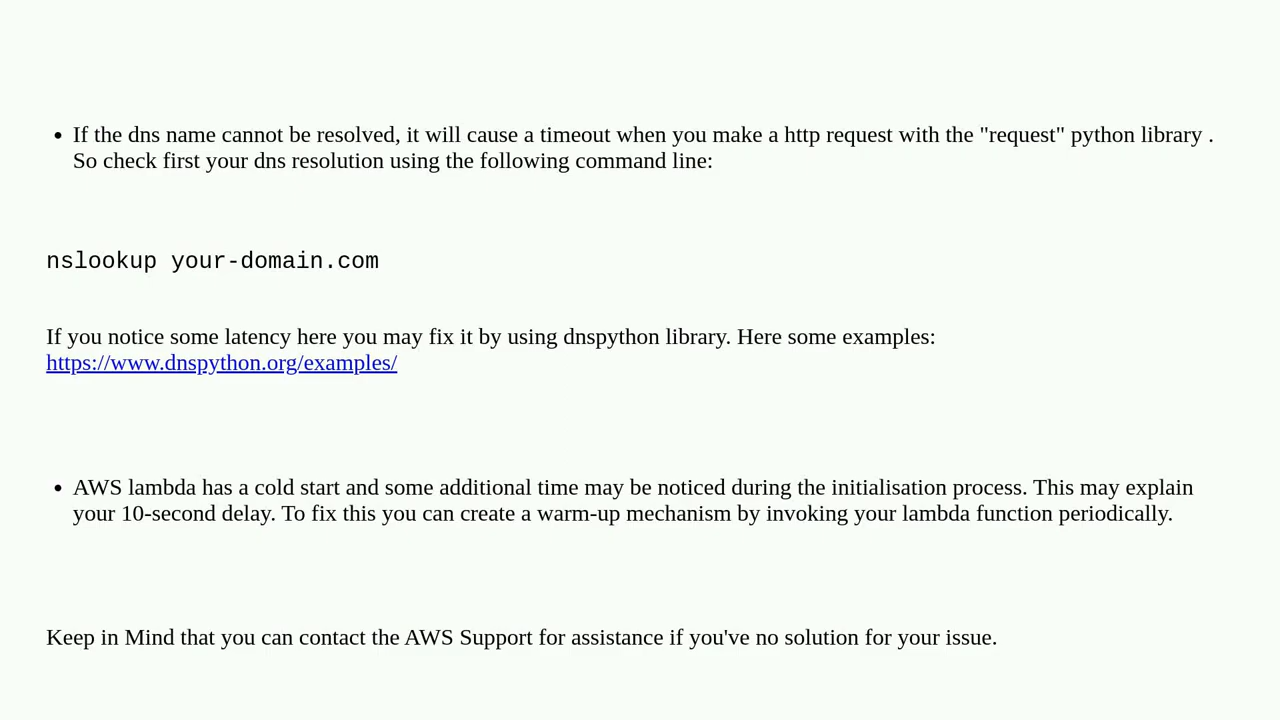 • If the dns name cannot be resolved, it will cause a timeout when you make a http request with the "request" python library .
So check first your dns resolution using the following command line:
nslookup your-domain.com
If you notice some latency here you may fix it by using dnspython library. Here some examples:
https://www.dnspython.org/examples/
• AWS lambda has a cold start and some additional time may be noticed during the initialisation process. This may explain
your 10-second delay. To fix this you can create a warm-up mechanism by invoking your lambda function periodically.
Keep in Mind that you can contact the AWS Support for assistance if you've no solution for your issue.